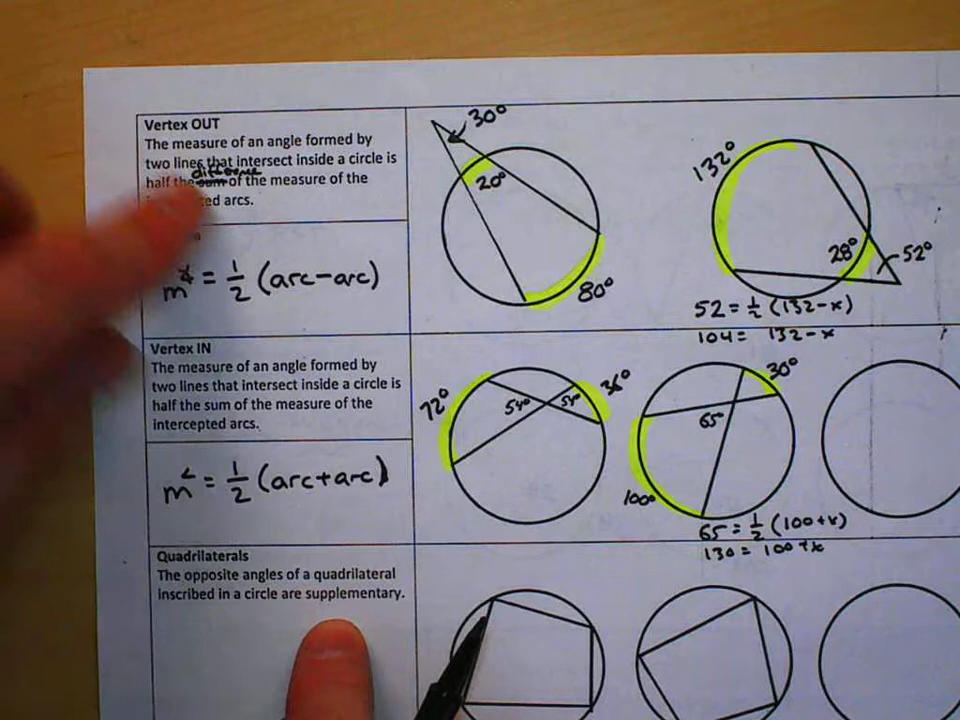 Vertex OUT
The measure of an angle formed by
two lines that intersect inside a circle is
difference
half the sum of the measure of the
arcs.
m∡ = 1/2 (arc-arc)
30°
20°
80°
132°
28°
52°
52 = 1/2 (132-x)
104 = 132-x
Vertex IN
The measure of an angle formed by
two lines that intersect inside a circle is
half the sum of the measure of the
intercepted arcs.
m∠ = 1/2 (arc+arc)
72°
54°
54°
36°
30°
65°
100°
65 = 1/2 (100+x)
130 = 100+x
Quadrilaterals
The opposite angles of a quadrilateral
inscribed in a circle are supplementary.